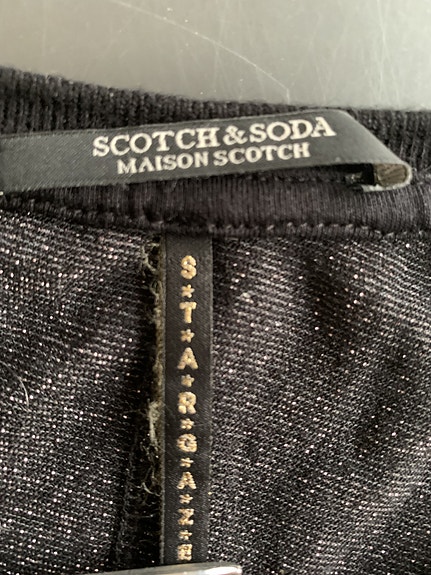 SCOTCH & SODA
MAISON SCOTCH
S★T★A★R★G★A★Z★E